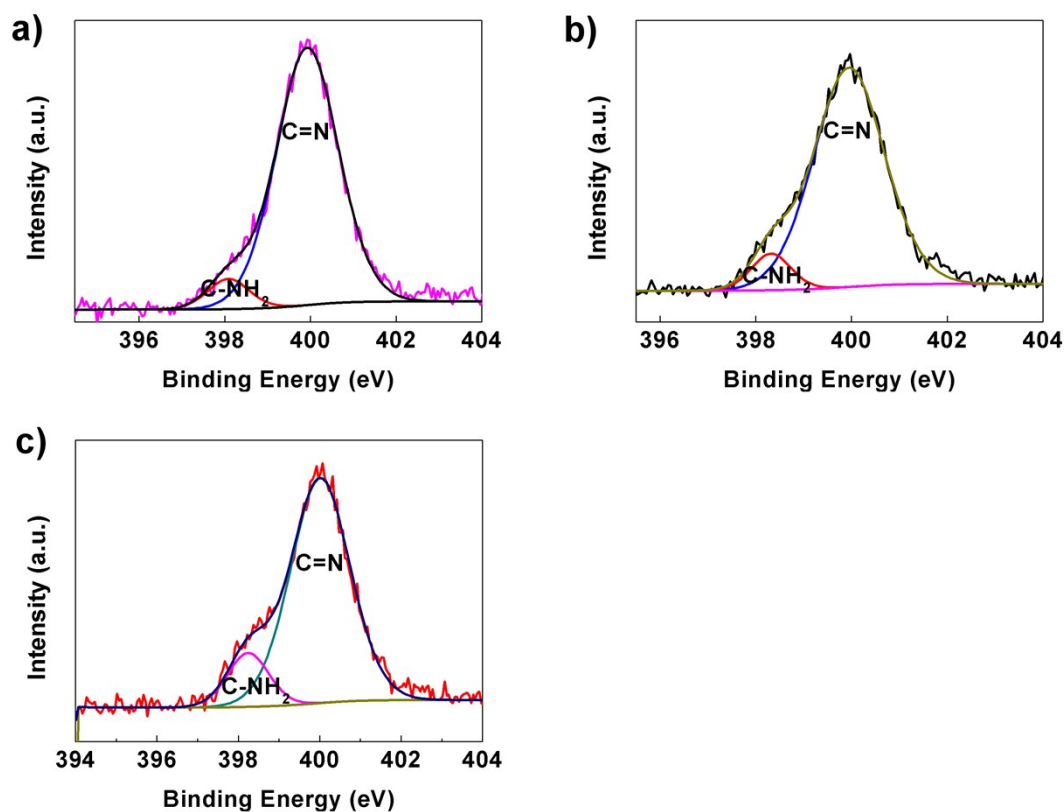 a)
Intensity (a.u.)
C=N
C-NH₂
396 398 400 402 404
Binding Energy (eV)
b)
Intensity (a.u.)
C=N
C-NH₂
396 398 400 402 404
Binding Energy (eV)
c)
Intensity (a.u.)
C=N
C-NH₂
394 396 398 400 402 404
Binding Energy (eV)